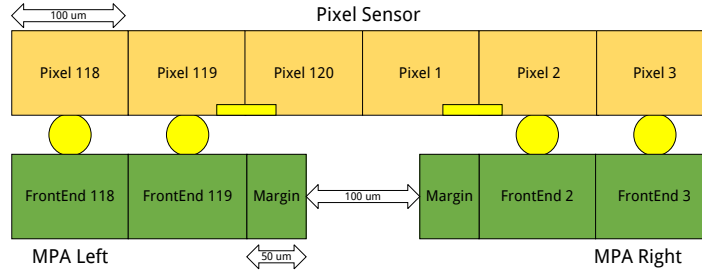 100 um
Pixel Sensor
Pixel 118
Pixel 119
Pixel 120
Pixel 1
Pixel 2
Pixel 3
FrontEnd 118
FrontEnd 119
Margin
100 um
Margin
FrontEnd 2
FrontEnd 3
MPA Left
50 um
MPA Right